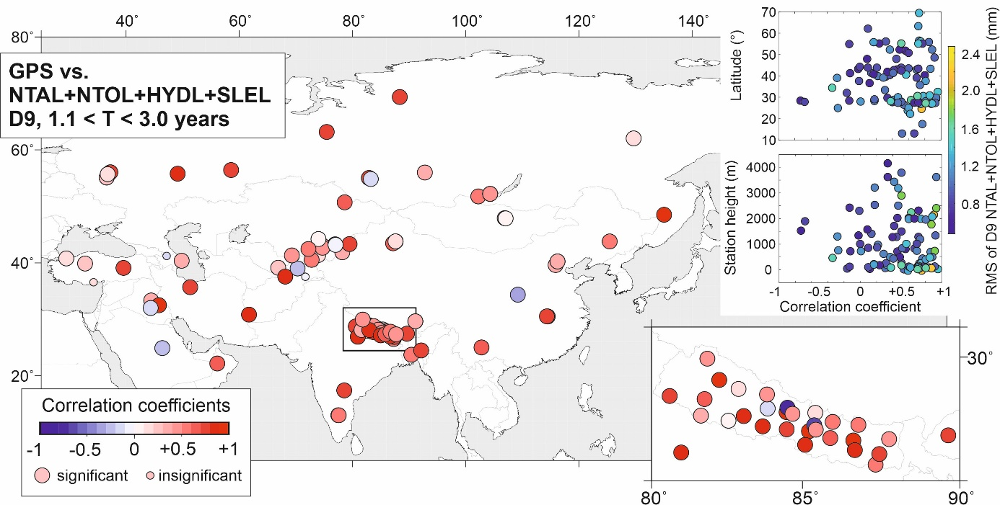 40° 60° 80° 100° 120° 140°
80°
60°
40°
20°
GPS vs.
NTAL+NTOL+HYDL+SLEL
D9, 1.1 < T < 3.0 years
Correlation coefficients
-1 -0.5 0 +0.5 +1
significant insignificant
Latitude (°)
70
60
50
40
30
20
10
Station height (m)
4000
3000
2000
1000
0
-1 -0.5 0 +0.5 +1
Correlation coefficient
2.4
2.0
1.6
1.2
0.8
RMS of D9 NTAL+NTOL+HYDL+SLEL (mm)
30°
80° 85° 90°